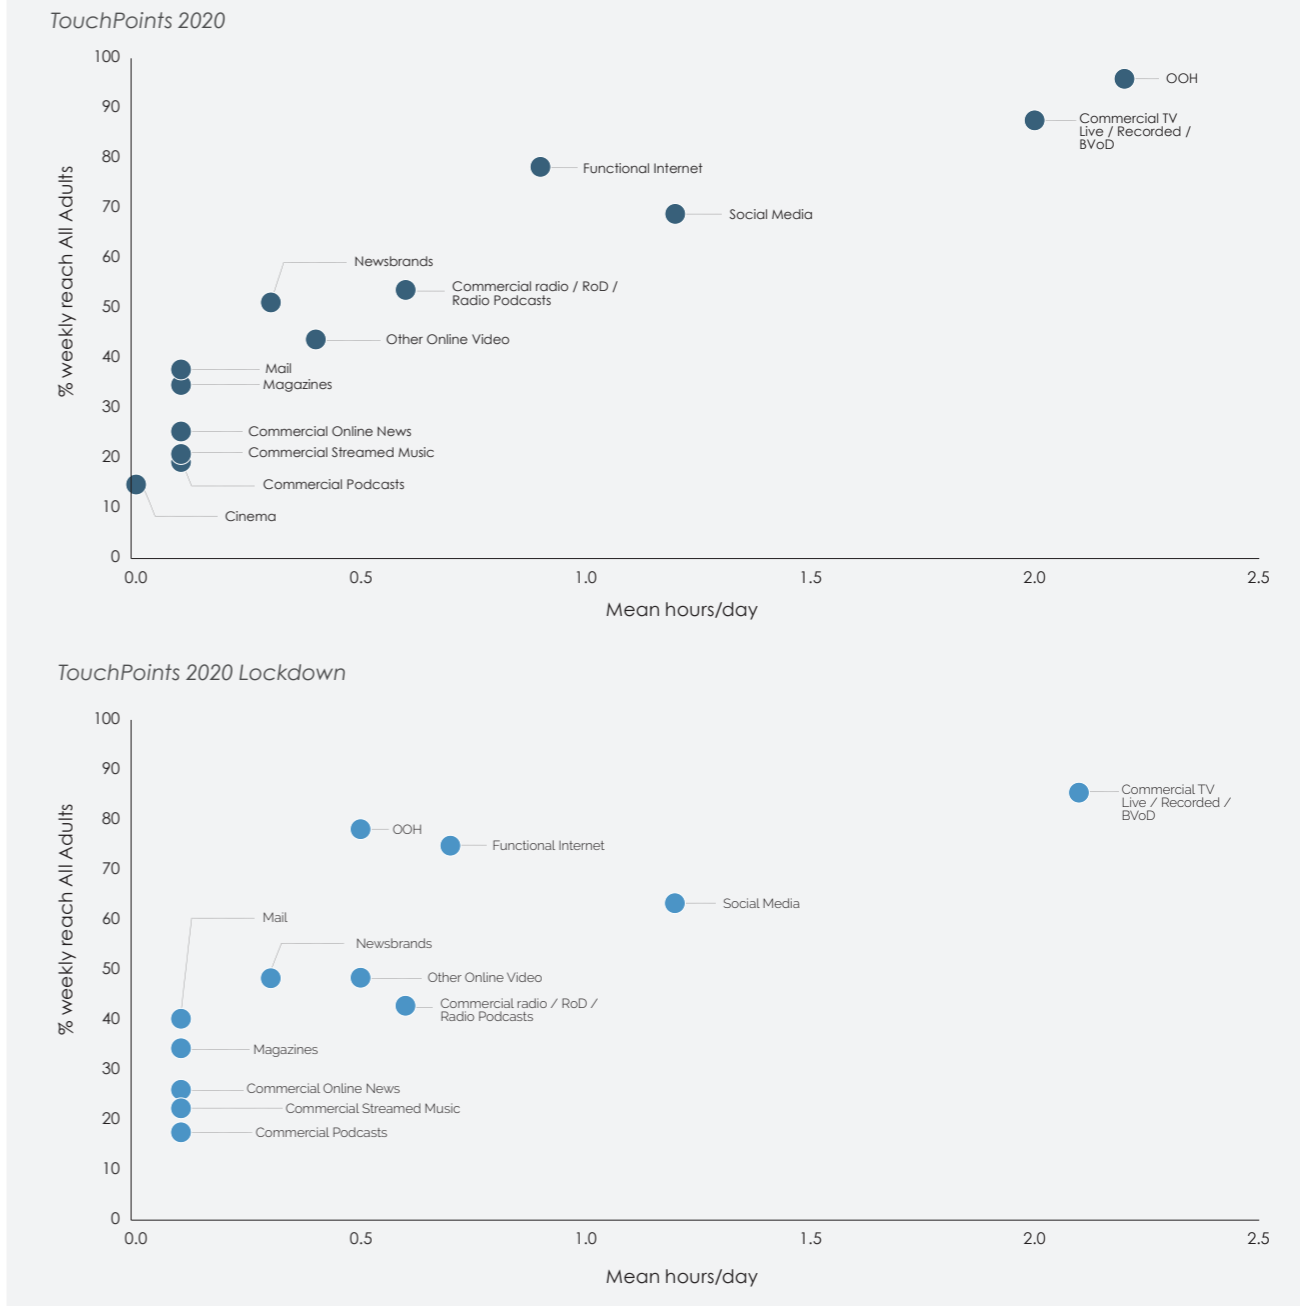 TouchPoints 2020
100
90
80
70
60
50
40
30
20
10
0
% weekly reach All Adults
OOH
Commercial TV
Live / Recorded /
BVoD
Functional Internet
Social Media
Newsbrands
Commercial radio / RoD /
Radio Podcasts
Other Online Video
Mail
Magazines
Commercial Online News
Commercial Streamed Music
Commercial Podcasts
Cinema
0.0 0.5 1.0 1.5 2.0 2.5
Mean hours/day
TouchPoints 2020 Lockdown
100
90
80
70
60
50
40
30
20
10
0
% weekly reach All Adults
Commercial TV
Live / Recorded /
BVoD
OOH
Functional Internet
Social Media
Mail
Newsbrands
Other Online Video
Commercial radio / RoD /
Radio Podcasts
Magazines
Commercial Online News
Commercial Streamed Music
Commercial Podcasts
0.0 0.5 1.0 1.5 2.0 2.5
Mean hours/day